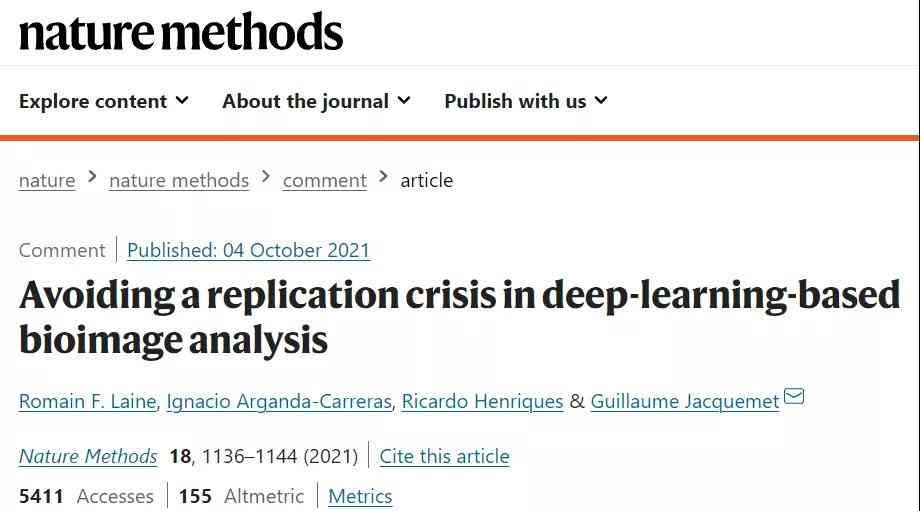 nature methods
Explore content About the journal Publish with us
nature > nature methods > comment > article
Comment | Published: 04 October 2021
Avoiding a replication crisis in deep-learning-based
bioimage analysis
Romain F. Laine, Ignacio Arganda-Carreras, Ricardo Henriques & Guillaume Jacquemet
Nature Methods 18, 1136–1144 (2021) | Cite this article
5411 Accesses | 155 Altmetric | Metrics